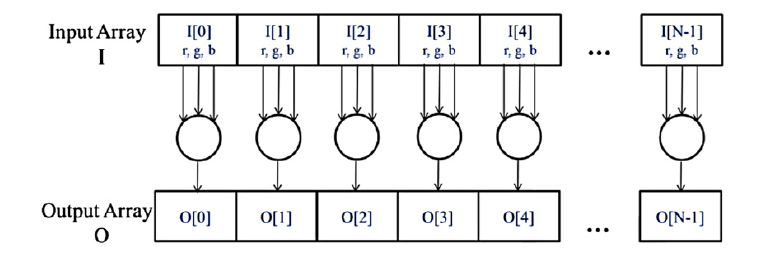 Input Array
I
I[0]
r, g, b
I[1]
r, g, b
I[2]
r, g, b
I[3]
r, g, b
I[4]
r, g, b
...
I[N-1]
r, g, b
Output Array
O
O[0]
O[1]
O[2]
O[3]
O[4]
...
O[N-1]